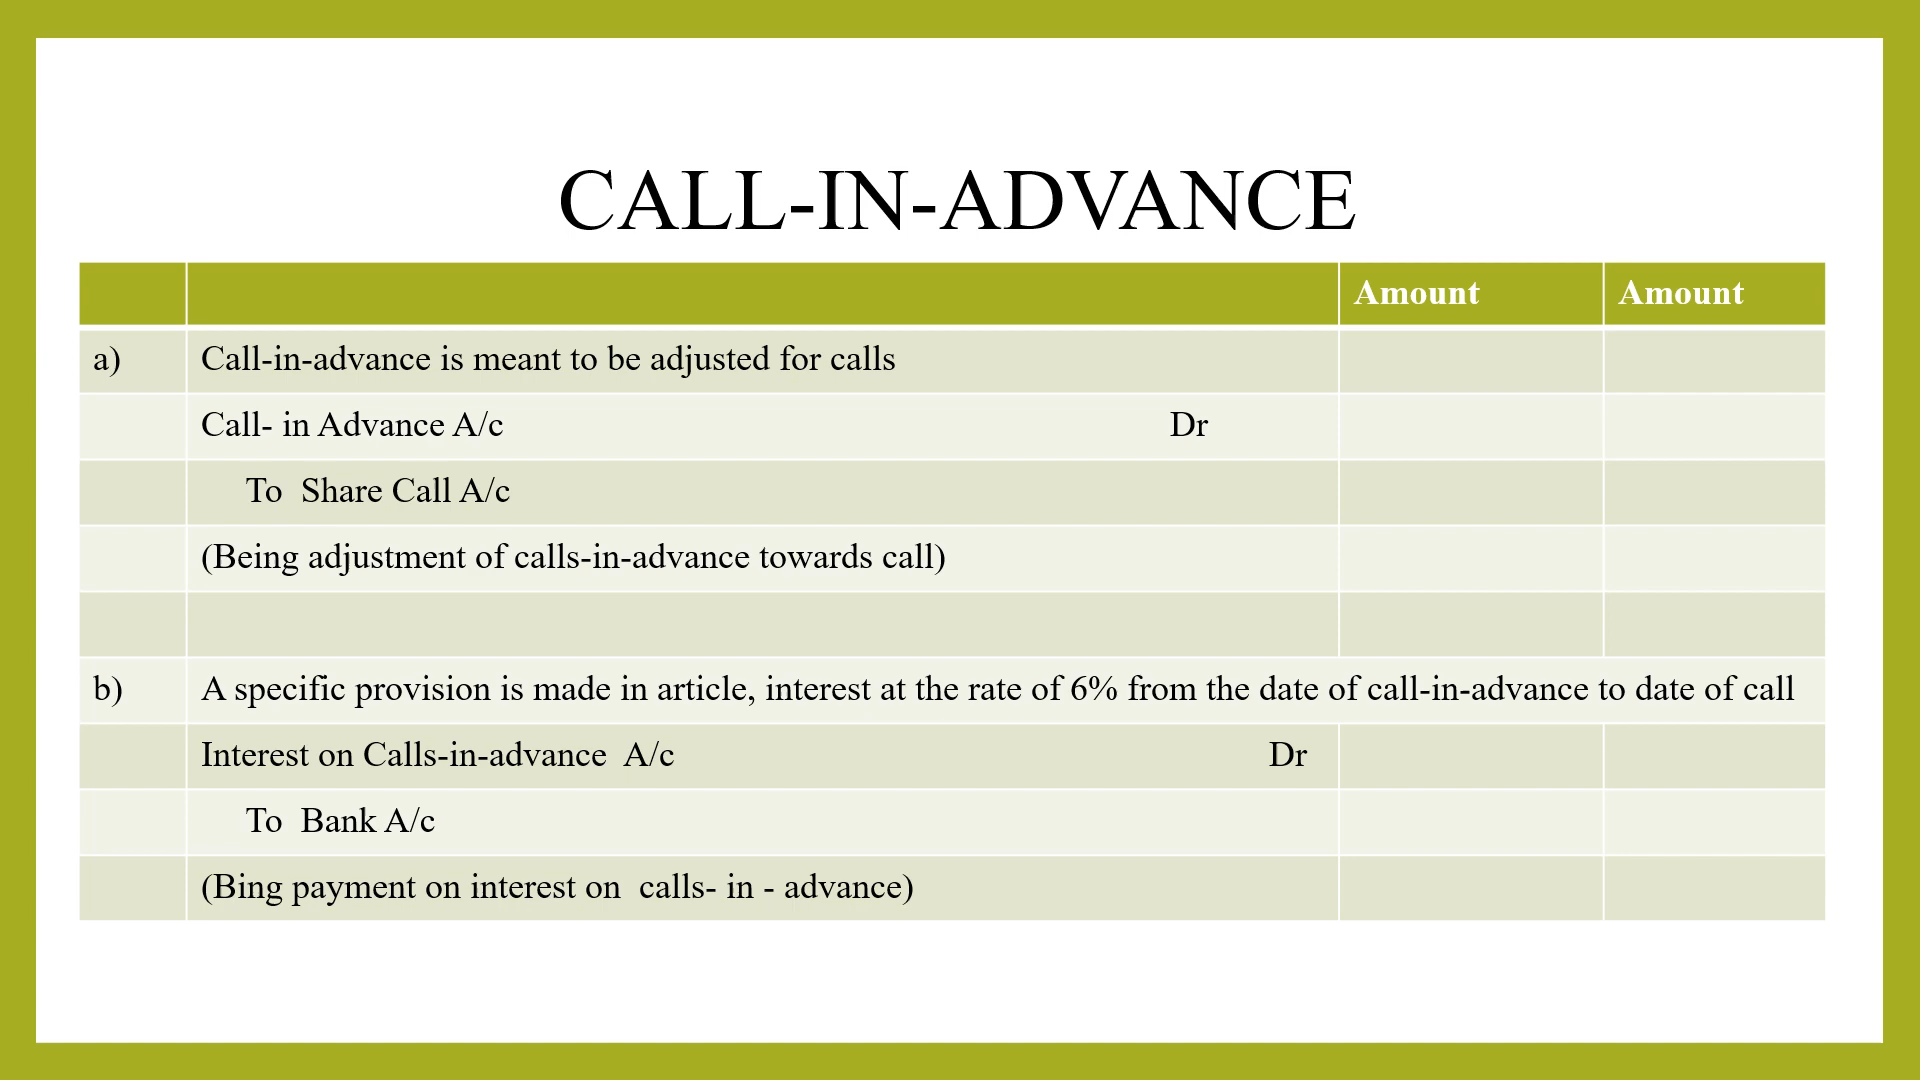 CALL-IN-ADVANCE
Amount Amount
a) Call-in-advance is meant to be adjusted for calls
Call- in Advance A/c Dr
To Share Call A/c
(Being adjustment of calls-in-advance towards call)
b) A specific provision is made in article, interest at the rate of 6% from the date of call-in-advance to date of call
Interest on Calls-in-advance A/c Dr
To Bank A/c
(Bing payment on interest on calls- in - advance)